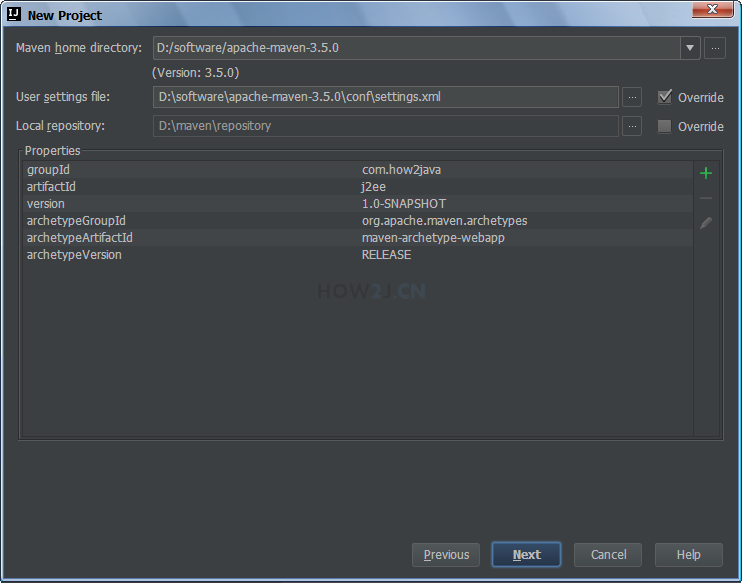 IJ New Project
Maven home directory: D:/software/apache-maven-3.5.0 ...
(Version: 3.5.0)
User settings file: D:\software\apache-maven-3.5.0\conf\settings.xml ... Override
Local repository: D:\maven\repository ... Override
Properties
groupId com.how2java
artifactId j2ee
version 1.0-SNAPSHOT
archetypeGroupId org.apache.maven.archetypes
archetypeArtifactId maven-archetype-webapp
archetypeVersion RELEASE
HOW2J.CN
Previous Next Cancel Help